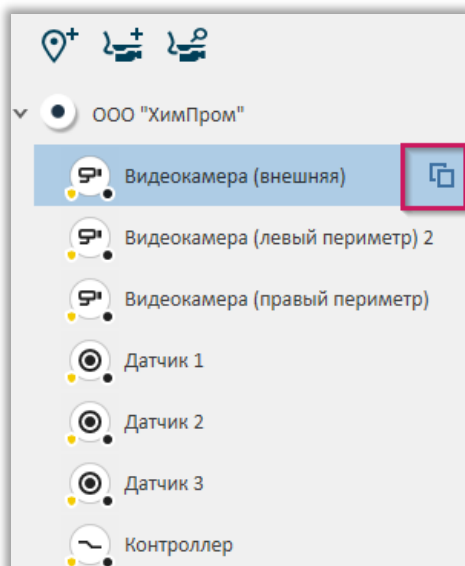 ООО "ХимПром"
Видеокамера (внешняя)
Видеокамера (левый периметр) 2
Видеокамера (правый периметр)
Датчик 1
Датчик 2
Датчик 3
Контроллер